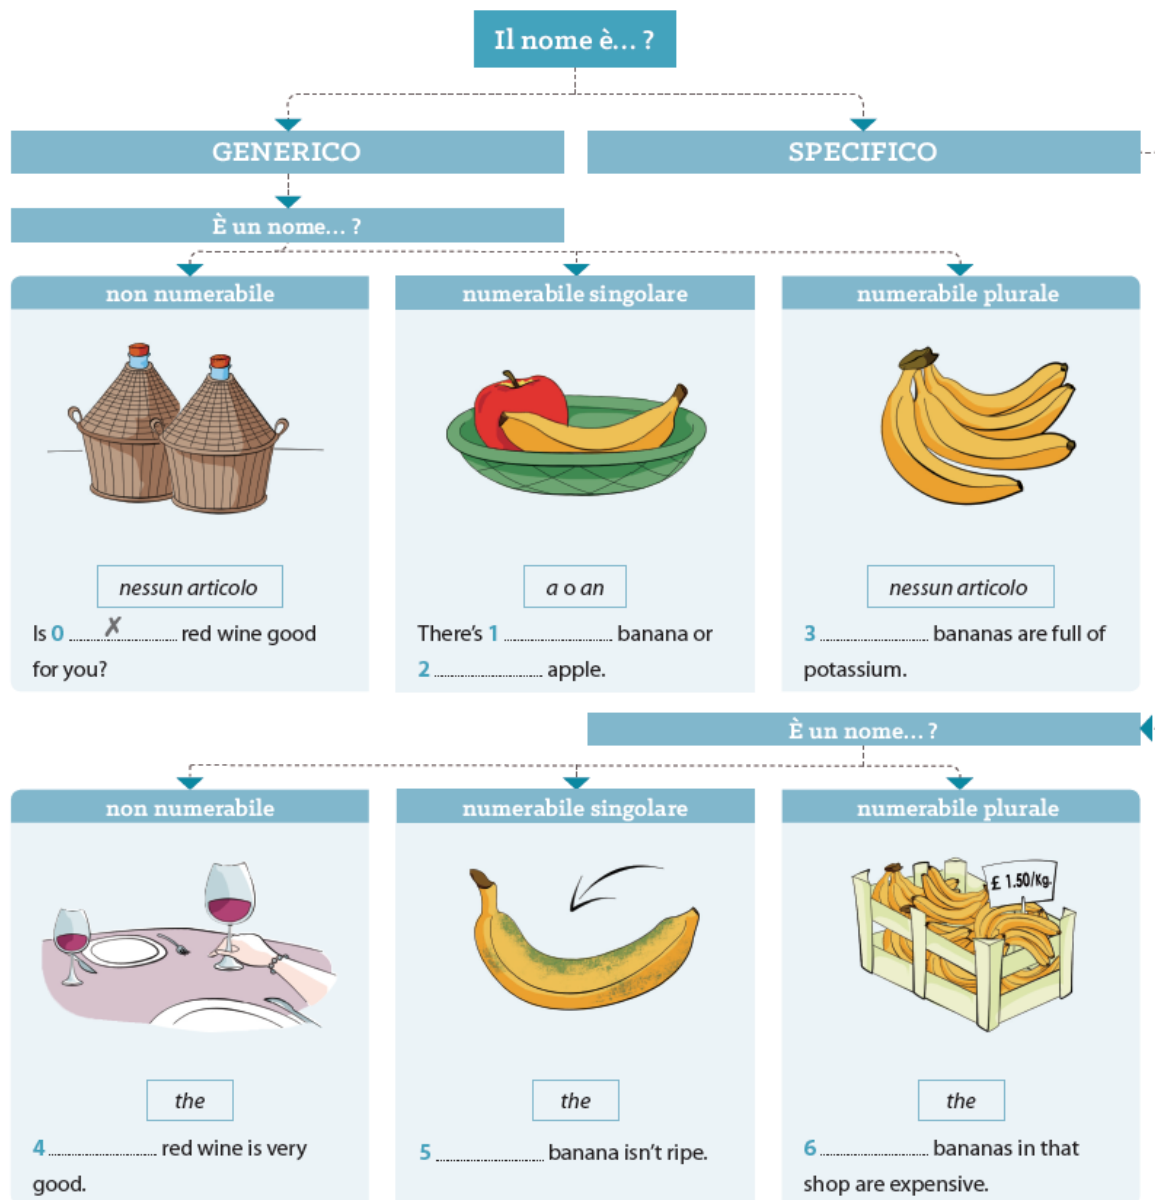 Il nome è... ?
GENERICO
SPECIFICO
È un nome... ?
non numerabile
nessun articolo
Is 0 ........✗........ red wine good
for you?
numerabile singolare
a o an
There's 1 ................ banana or
2 ................ apple.
numerabile plurale
nessun articolo
3 ................ bananas are full of
potassium.
È un nome... ?
non numerabile
the
4 ................ red wine is very
good.
numerabile singolare
the
5 ................ banana isn't ripe.
numerabile plurale
£ 1.50/Kg.
the
6 ................ bananas in that
shop are expensive.